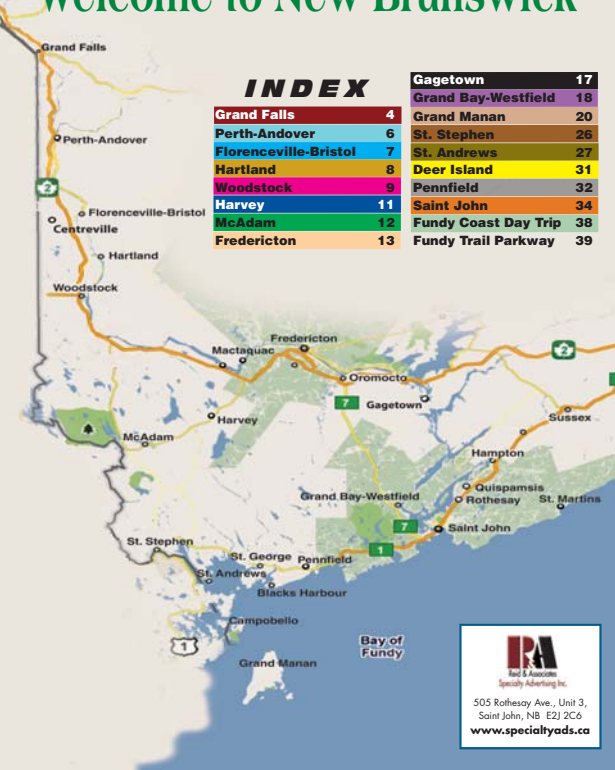 Welcome to New Brunswick
INDEX
Grand Falls 4
Perth-Andover 6
Florenceville-Bristol 7
Hartland 8
Woodstock 9
Harvey 11
McAdam 12
Fredericton 13
Gagetown 17
Grand Bay-Westfield 18
Grand Manan 20
St. Stephen 26
St. Andrews 27
Deer Island 31
Pennfield 32
Saint John 34
Fundy Coast Day Trip 38
Fundy Trail Parkway 39
Grand Falls
Perth-Andover
2
Florenceville-Bristol
Centreville
Hartland
Woodstock
Fredericton
Mactaquac
2
Oromocto
7
Gagetown
Harvey
Sussex
McAdam
Hampton
Quispamsis
Grand Bay-Westfield
Rothesay
St. Martins
7
Saint John
St. Stephen
1
St. George
Pennfield
St. Andrews
Blacks Harbour
Campobello
1
Bay of
Fundy
Grand Manan
RA
Reid & Associates
Specialty Advertising Inc.
505 Rothesay Ave., Unit 3,
Saint John, NB E2J 2C6
www.specialtyads.ca